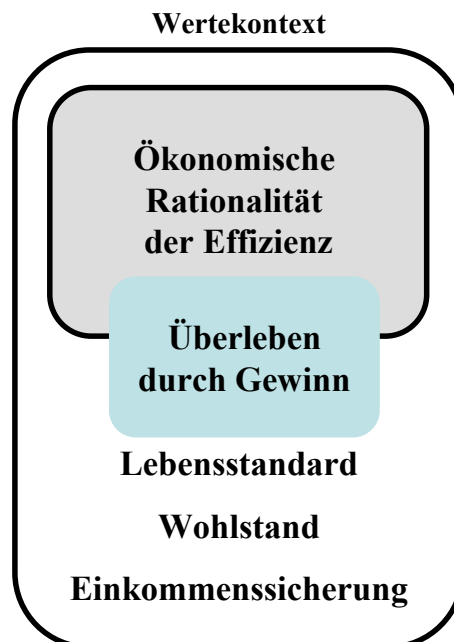 Wertekontext
Ökonomische
Rationalität
der Effizienz
Überleben
durch Gewinn
Lebensstandard
Wohlstand
Einkommenssicherung